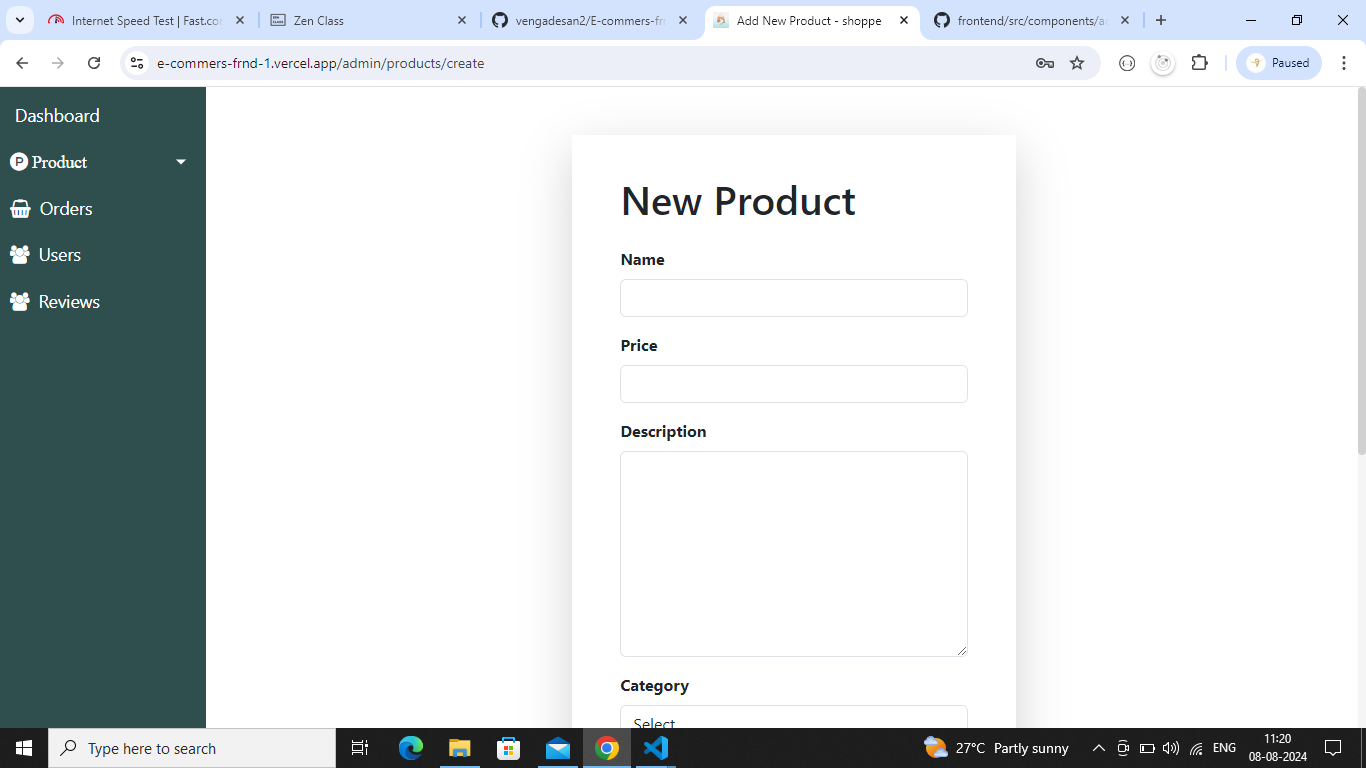 Internet Speed Test | Fast.co
Zen Class
vengadesan2/E-commers-fr
Add New Product - shoppe
frontend/src/components/a
e-commers-frnd-1.vercel.app/admin/products/create
Paused
Dashboard
P Product
Orders
Users
Reviews
New Product
Name
Price
Description
Category
Select
Type here to search
27°C Partly sunny
ENG
11:20
08-08-2024